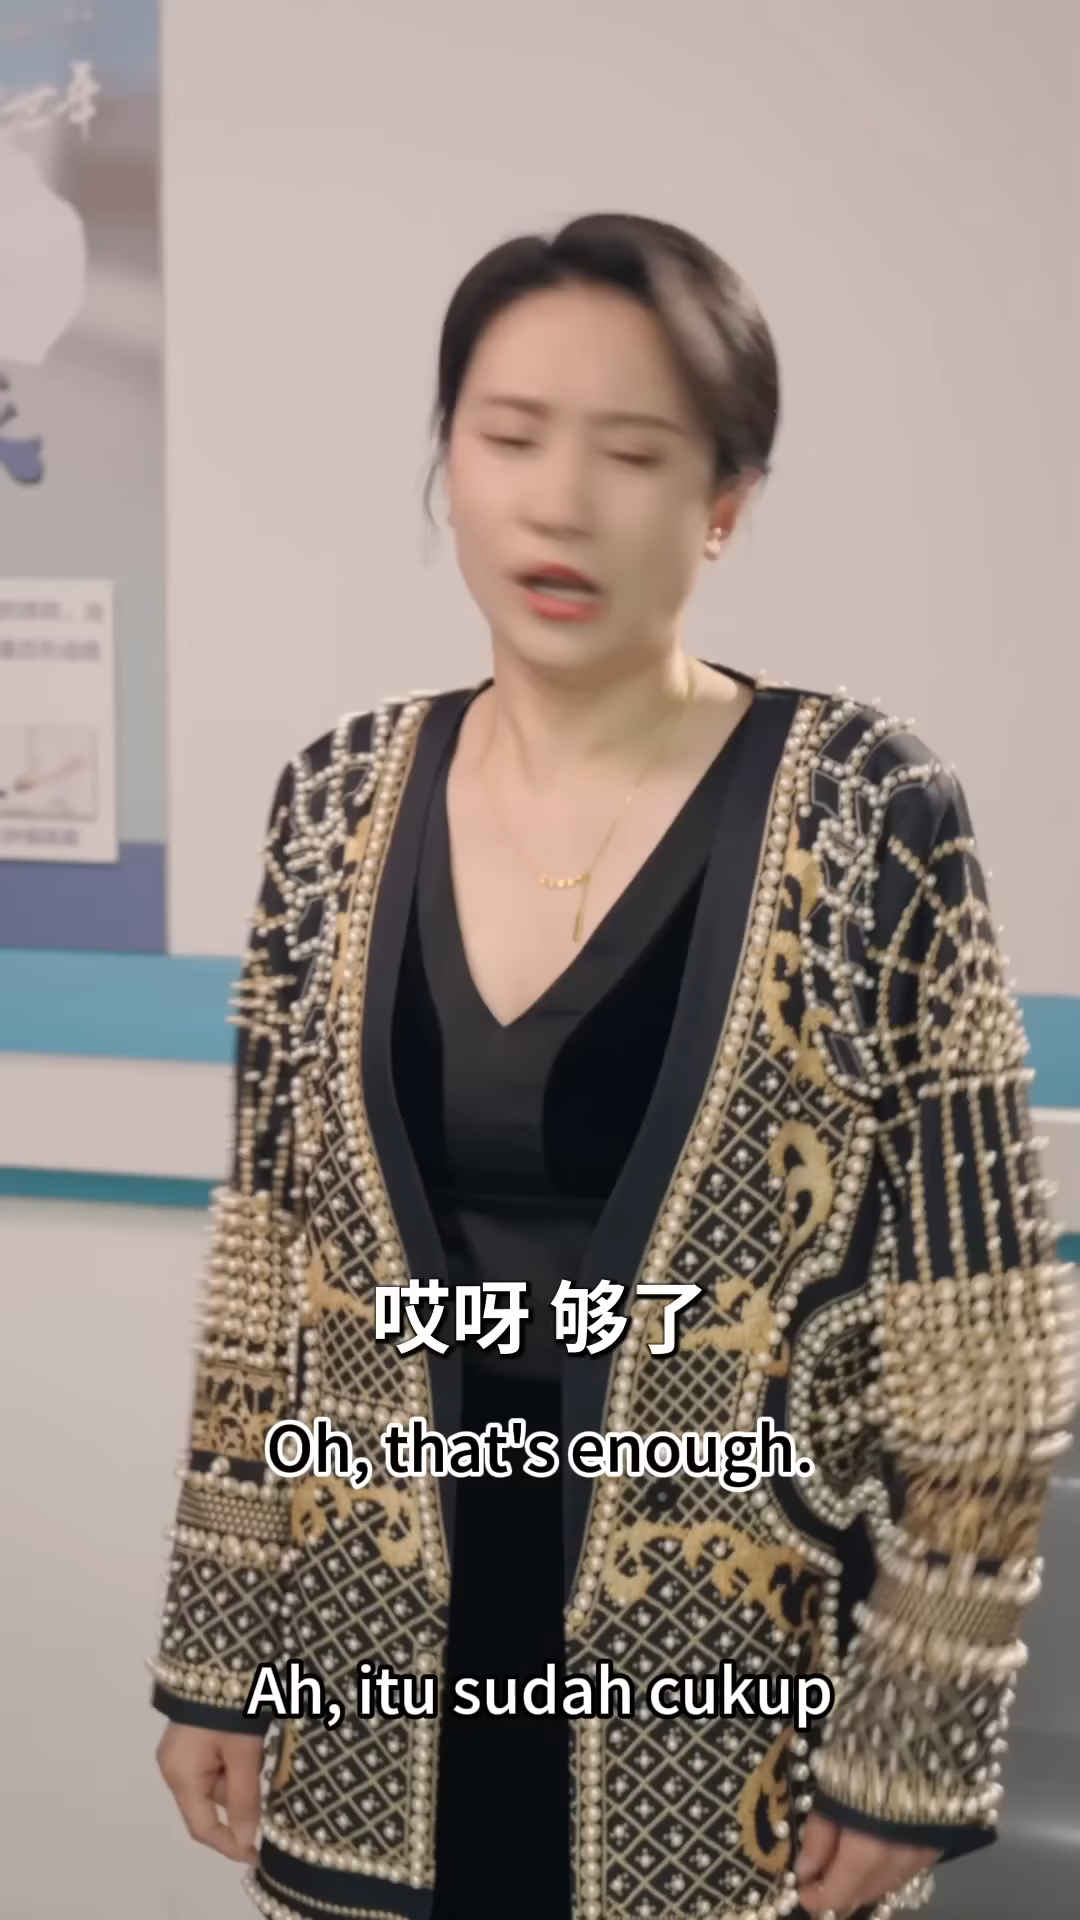 哎呀 够了
Oh, that's enough.
Ah, itu sudah cukup